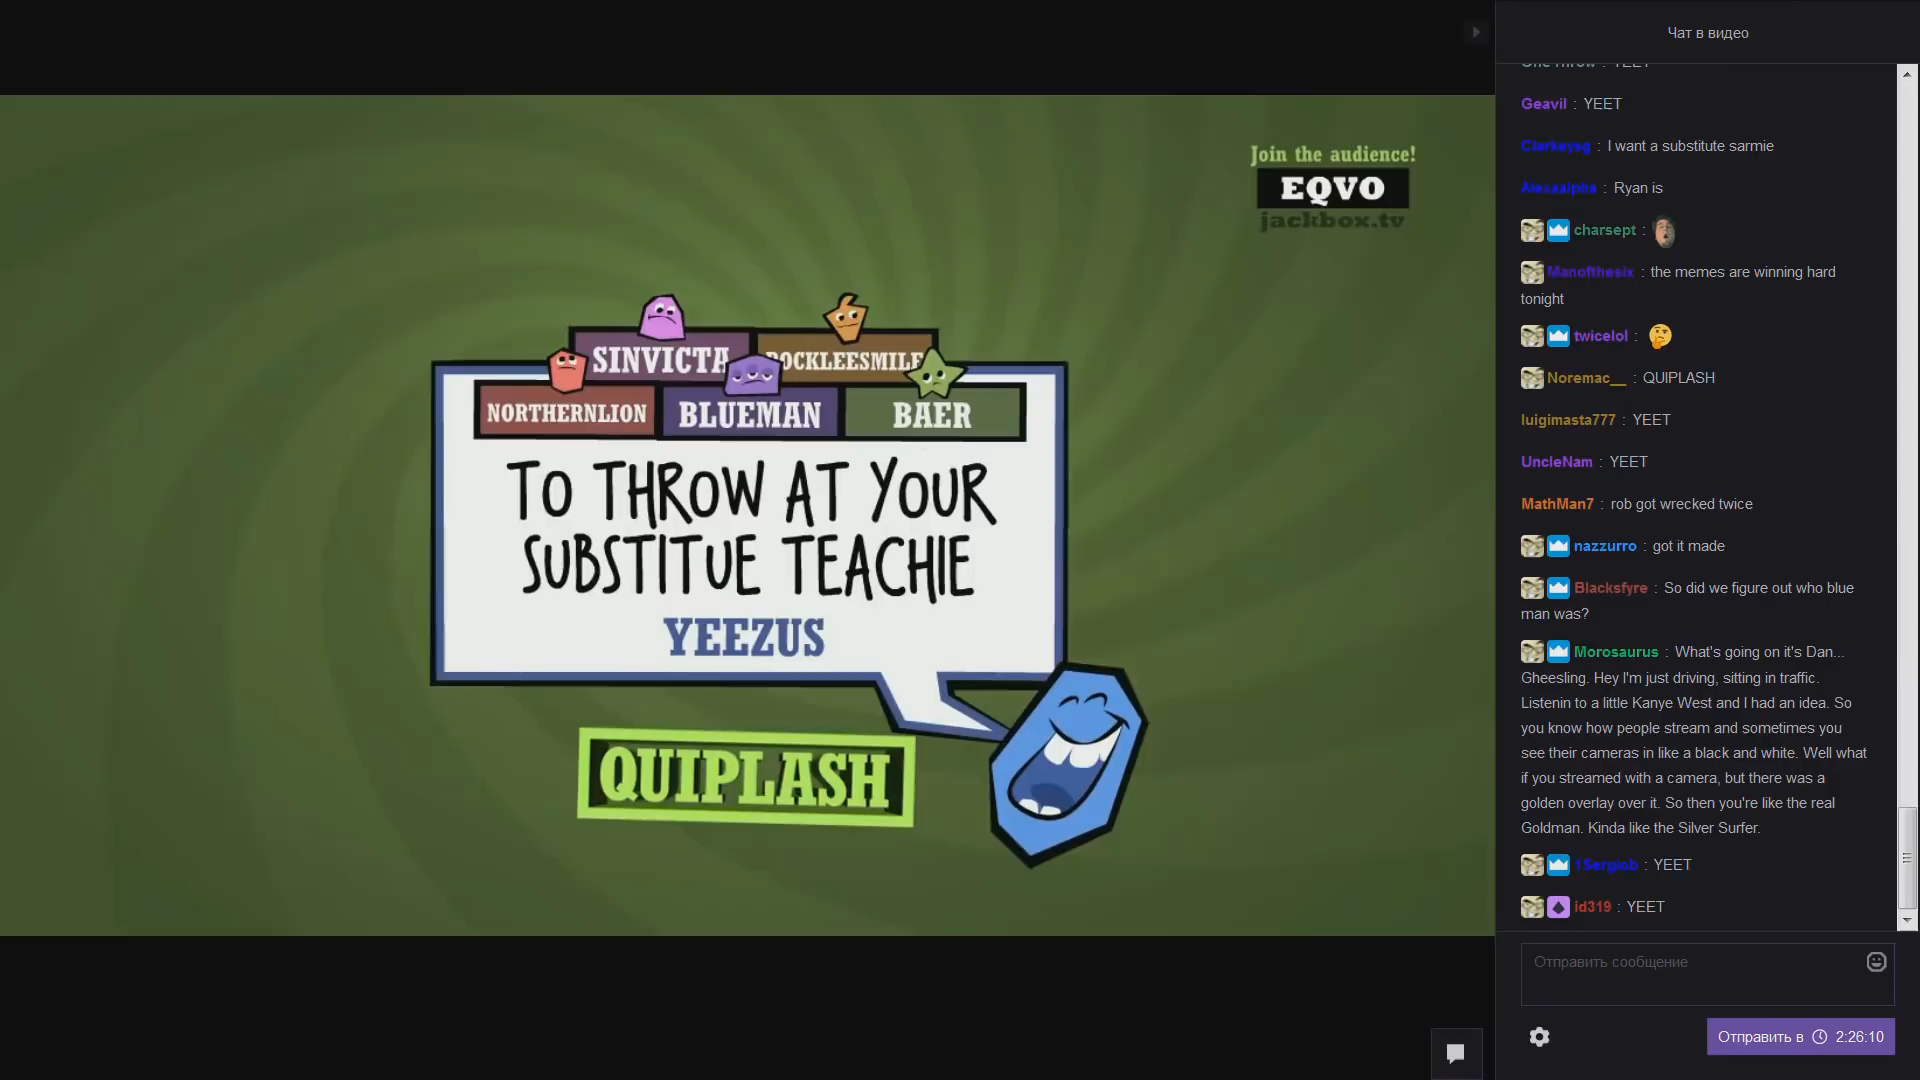 Чат в видео
Geavil : YEET
Clarkeysg : I want a substitute sarmie
Alexaalpha : Ryan is
charsept :
Manofthesix : the memes are winning hard
tonight
twicelol :
Noremac__ : QUIPLASH
luigimasta777 : YEET
UncleNam : YEET
MathMan7 : rob got wrecked twice
nazzurro : got it made
Blacksfyre : So did we figure out who blue
man was?
Morosaurus : What's going on it's Dan...
Gheesling. Hey I'm just driving, sitting in traffic.
Listenin to a little Kanye West and I had an idea. So
you know how people stream and sometimes you
see their cameras in like a black and white. Well what
if you streamed with a camera, but there was a
golden overlay over it. So then you're like the real
Goldman. Kinda like the Silver Surfer.
1Sergiob : YEET
id319 : YEET
Отправить сообщение
Отправить в 2:26:10
Join the audience!
EQVO
jackbox.tv
SINVICTA
ROCKLEESMILE
NORTHERNLION
BLUEMAN
BAER
TO THROW AT YOUR
SUBSTITUE TEACHIE
YEEZUS
QUIPLASH